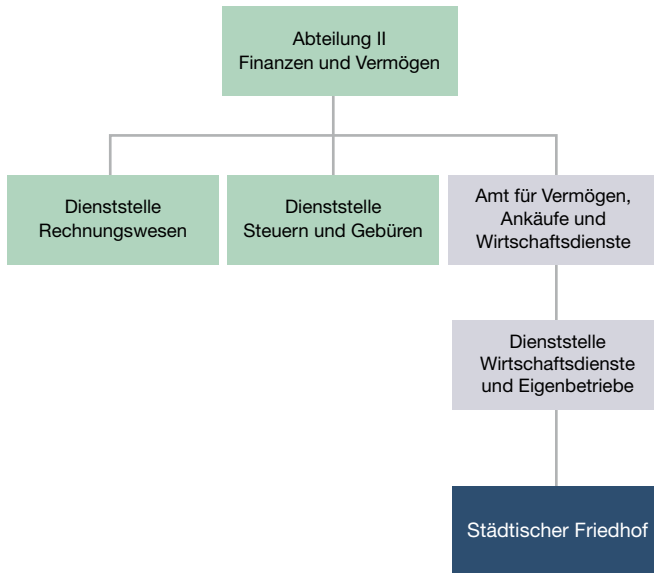 Abteilung II
Finanzen und Vermögen
Dienststelle
Rechnungswesen
Dienststelle
Steuern und Gebüren
Amt für Vermögen,
Ankäufe und
Wirtschaftsdienste
Dienststelle
Wirtschaftsdienste
und Eigenbetriebe
Städtischer Friedhof